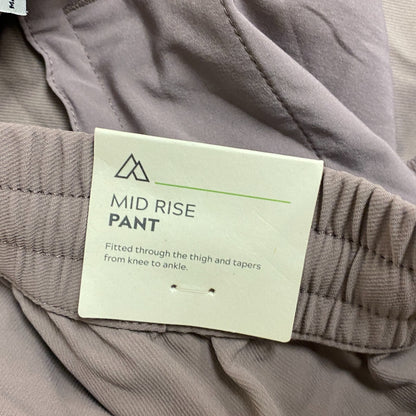 MID RISE
PANT
Fitted through the thigh and tapers
from knee to ankle.